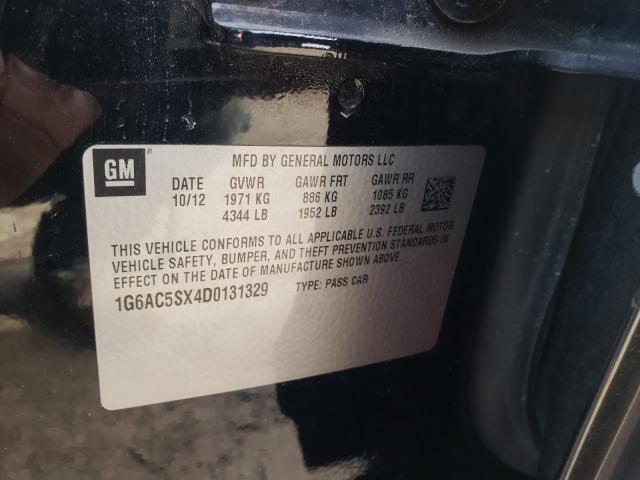 GM
MFD BY GENERAL MOTORS LLC
DATE GVWR GAWR FRT GAWR RR
10/12 1971 KG 886 KG 1085 KG
4344 LB 1952 LB 2392 LB
THIS VEHICLE CONFORMS TO ALL APPLICABLE U.S. FEDERAL MOTOR
VEHICLE SAFETY, BUMPER, AND THEFT PREVENTION STANDARDS IN
EFFECT ON THE DATE OF MANUFACTURE SHOWN ABOVE.
1G6AC5SX4D0131329 TYPE: PASS CAR